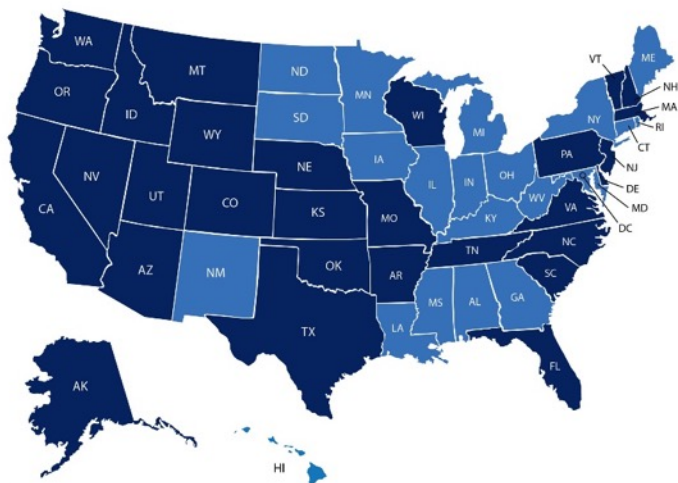 WA
MT
ND
MN
ME
VT
NH
OR
ID
WY
SD
WI
MI
NY
MA
RI
CT
NE
IA
PA
NJ
NV
UT
CO
IL
IN
OH
WV
DE
MD
CA
KS
MO
KY
VA
DC
AZ
NM
OK
AR
TN
NC
SC
MS
AL
GA
TX
LA
FL
AK
HI